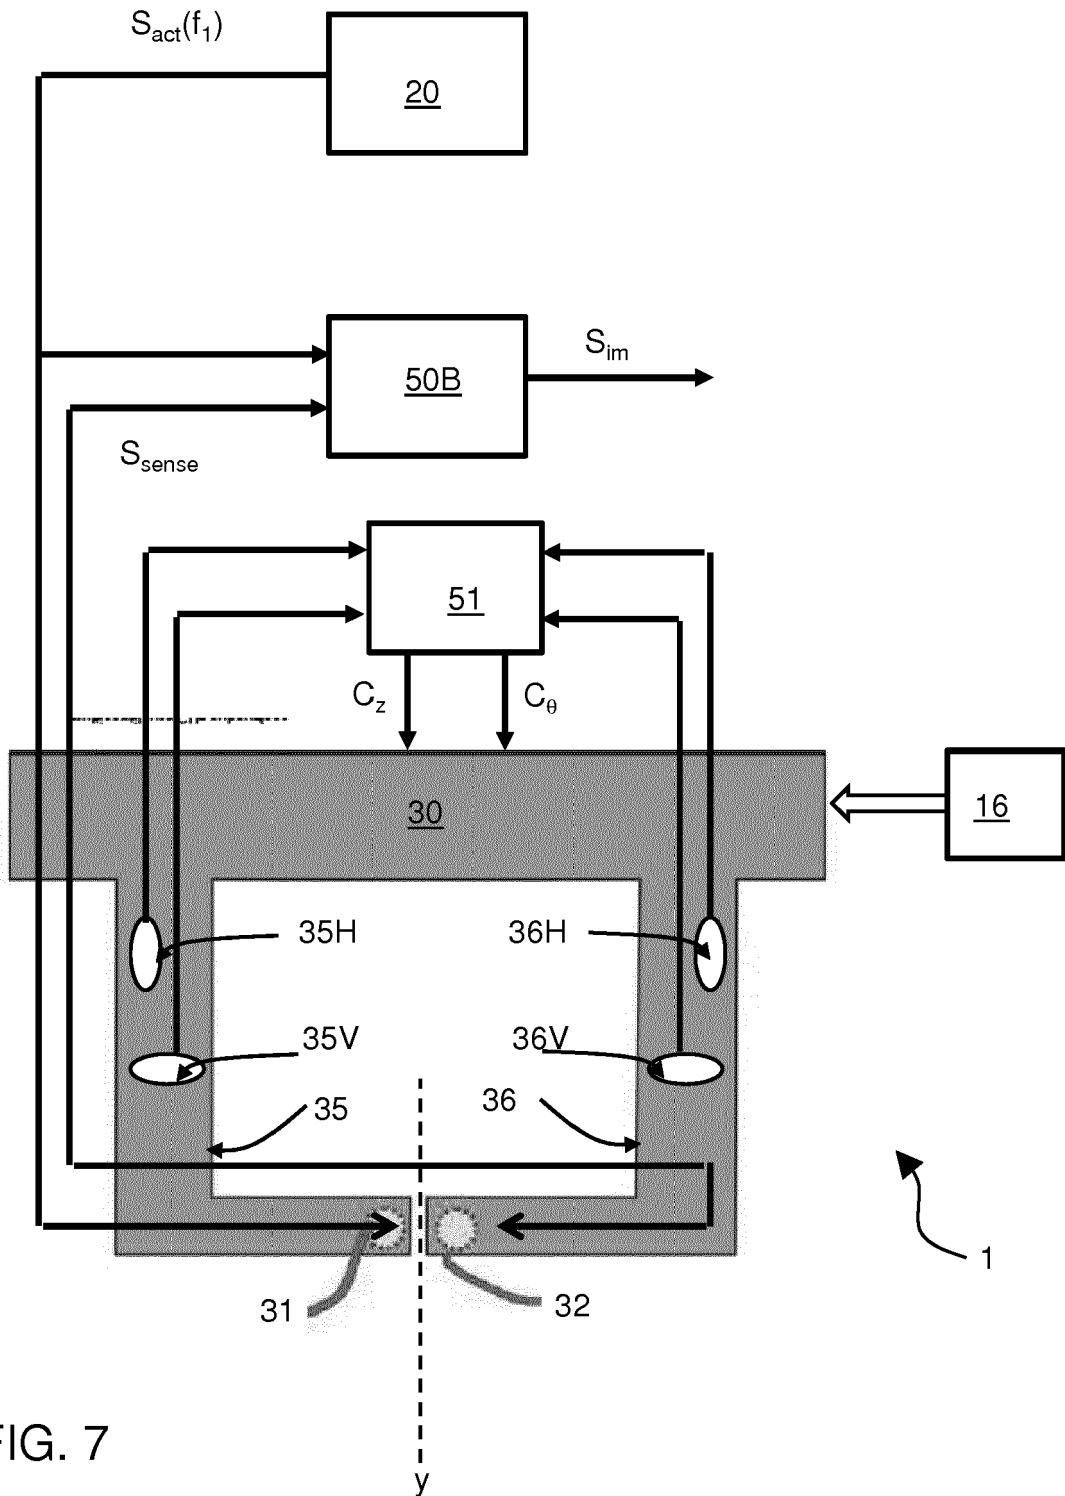 S_act(f_1)
20
S_im
50B
S_sense
51
C_z C_θ
30
16
35H 36H
35V 36V
35 36
1
31 32
FIG. 7
y